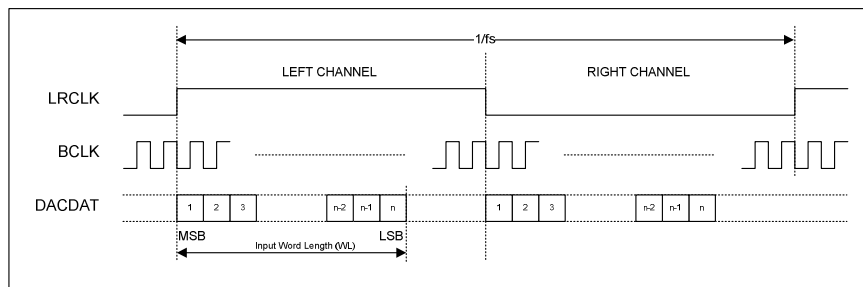 1/fs
LEFT CHANNEL RIGHT CHANNEL
LRCLK
BCLK
DACDAT 1 2 3 n-2 n-1 n 1 2 3 n-2 n-1 n
MSB LSB
Input Word Length (WL)